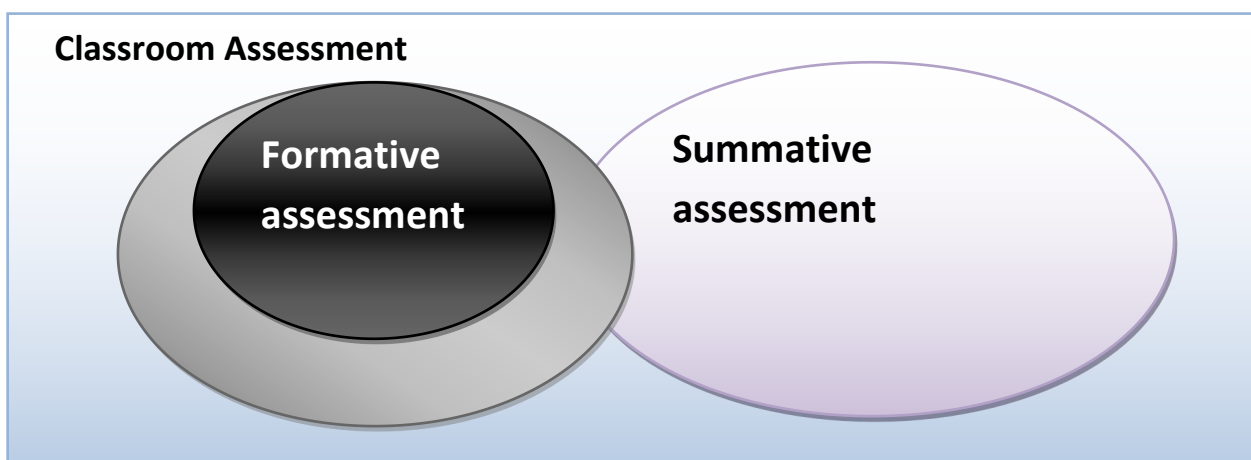 Classroom Assessment
Formative
assessment
Summative
assessment